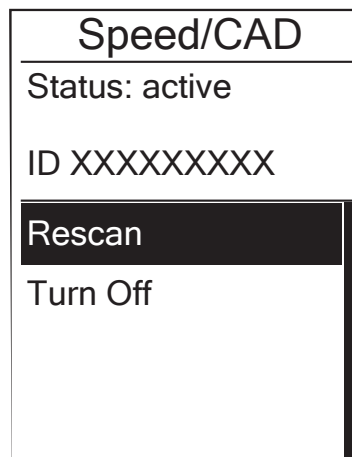 Speed/CAD
Status: active
ID XXXXXXXXX
Rescan
Turn Off